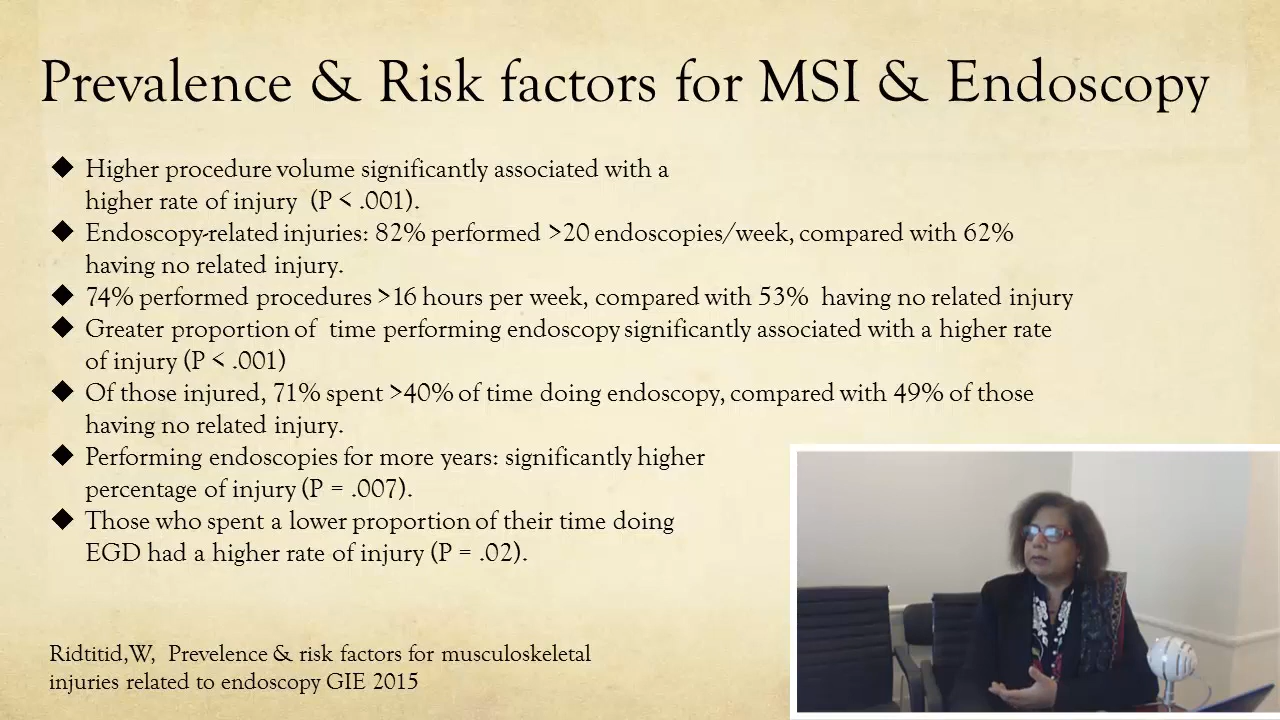 Prevalence & Risk factors for MSI & Endoscopy
Higher procedure volume significantly associated with a
higher rate of injury (P < .001).
Endoscopy-related injuries: 82% performed >20 endoscopies/week, compared with 62%
having no related injury.
74% performed procedures >16 hours per week, compared with 53% having no related injury
Greater proportion of time performing endoscopy significantly associated with a higher rate
of injury (P < .001)
Of those injured, 71% spent >40% of time doing endoscopy, compared with 49% of those
having no related injury.
Performing endoscopies for more years: significantly higher
percentage of injury (P = .007).
Those who spent a lower proportion of their time doing
EGD had a higher rate of injury (P = .02).
Ridtitid,W, Prevelence & risk factors for musculoskeletal
injuries related to endoscopy GIE 2015